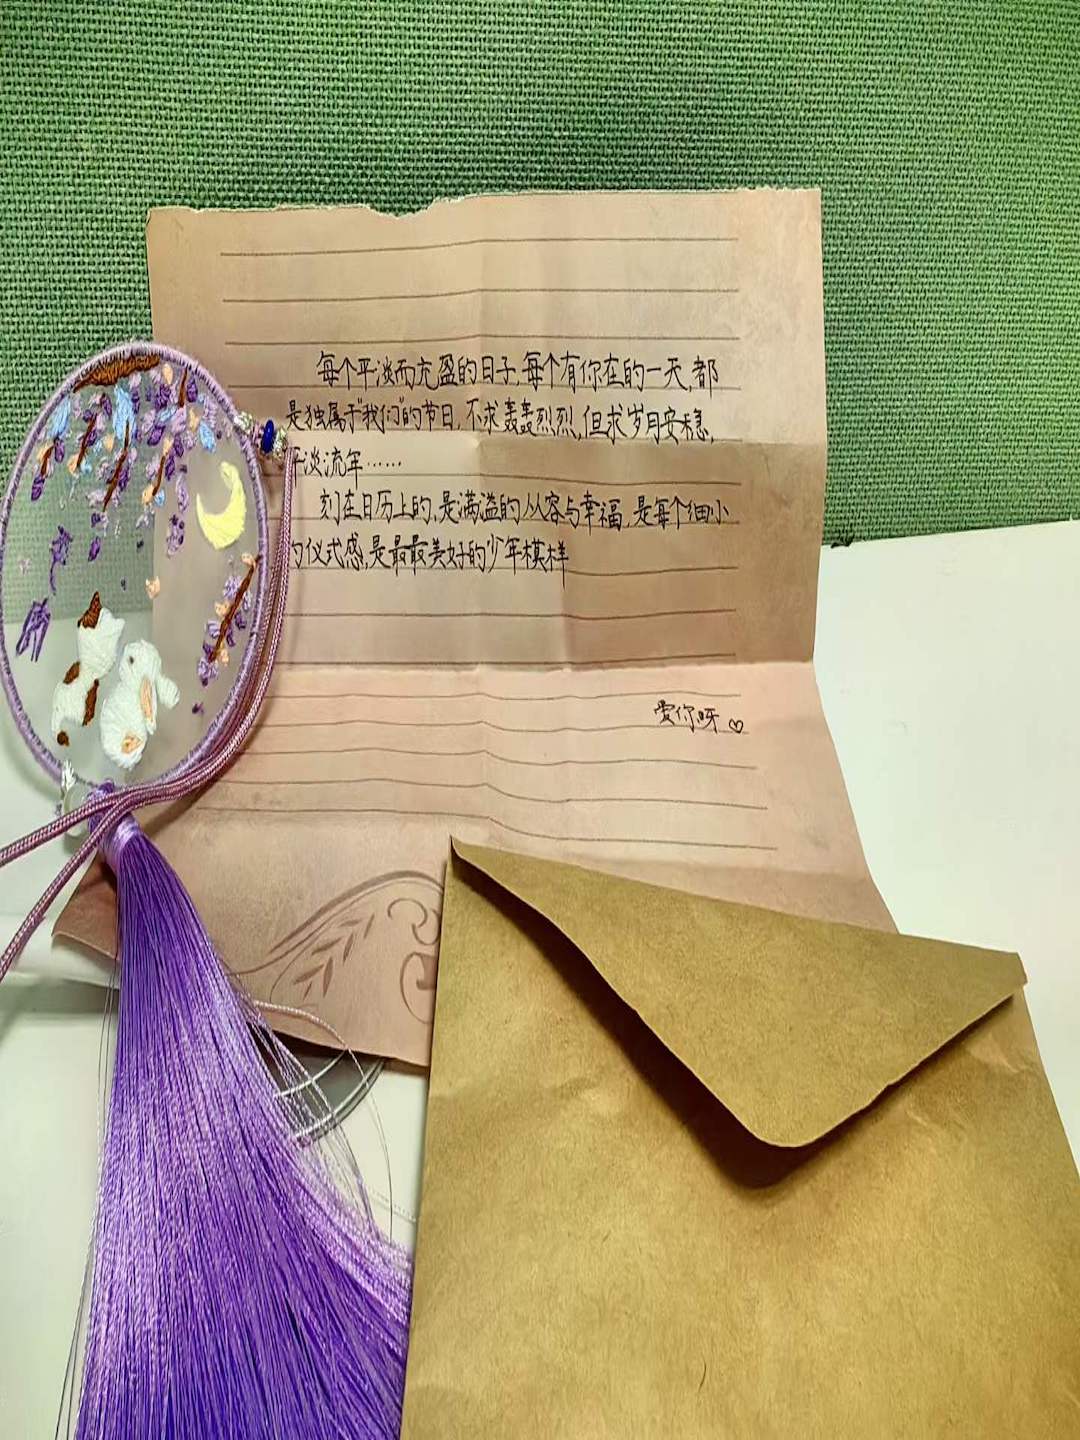 每个平淡而充盈的日子,每个有你在的一天,都
是独属于"我们"的节日,不求轰轰烈烈,但求岁月安稳,
平淡流年……
刻在日历上的,是满溢的从容与幸福,是每个细小
的仪式感,是最最美好的少年模样
爱你呀♡